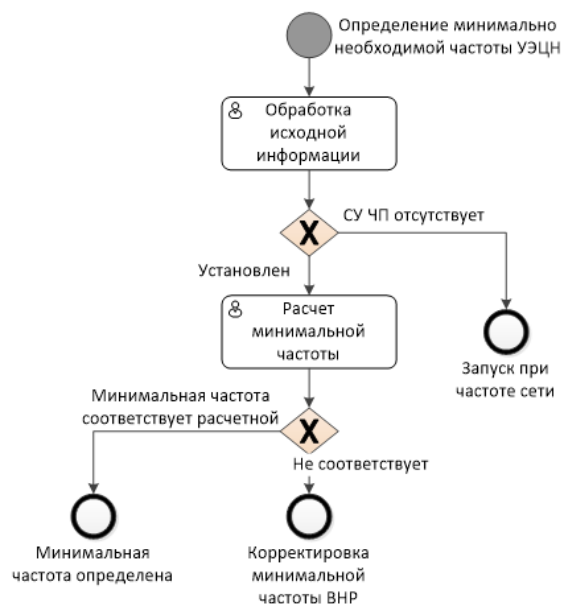 Определение минимально
необходимой частоты УЭЦН
Обработка
исходной
информации
СУ ЧП отсутствует
X
Установлен
Расчет
минимальной
частоты
Запуск при
частоте сети
Минимальная частота
соответствует расчетной
X
Не соответствует
Минимальная
частота определена
Корректировка
минимальной
частоты ВНР